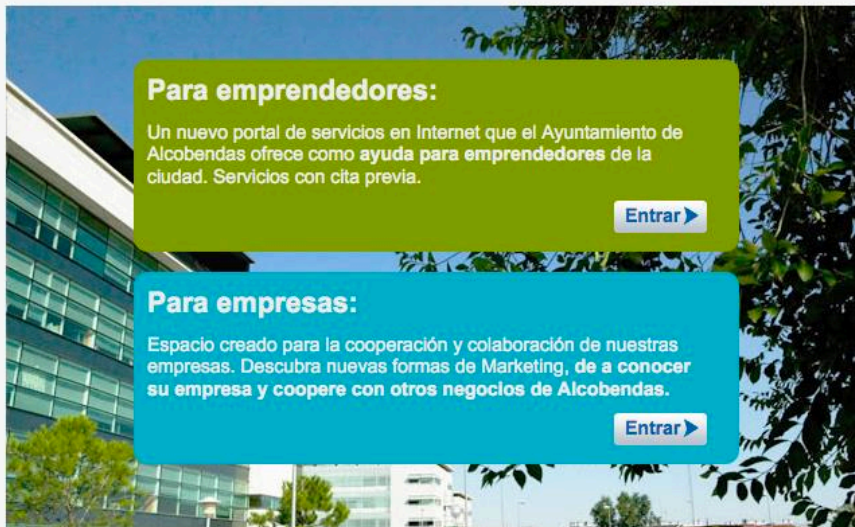 Para emprendedores:
Un nuevo portal de servicios en Internet que el Ayuntamiento de
Alcobendas ofrece como ayuda para emprendedores de la
ciudad. Servicios con cita previa.
Entrar
Para empresas:
Espacio creado para la cooperación y colaboración de nuestras
empresas. Descubra nuevas formas de Marketing, de a conocer
su empresa y coopere con otros negocios de Alcobendas.
Entrar